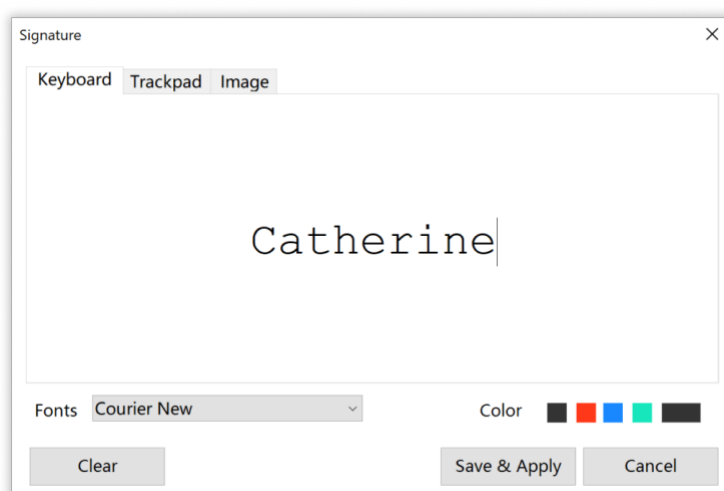 Signature
Keyboard Trackpad Image
Catherine
Fonts Courier New Color
Clear Save & Apply Cancel